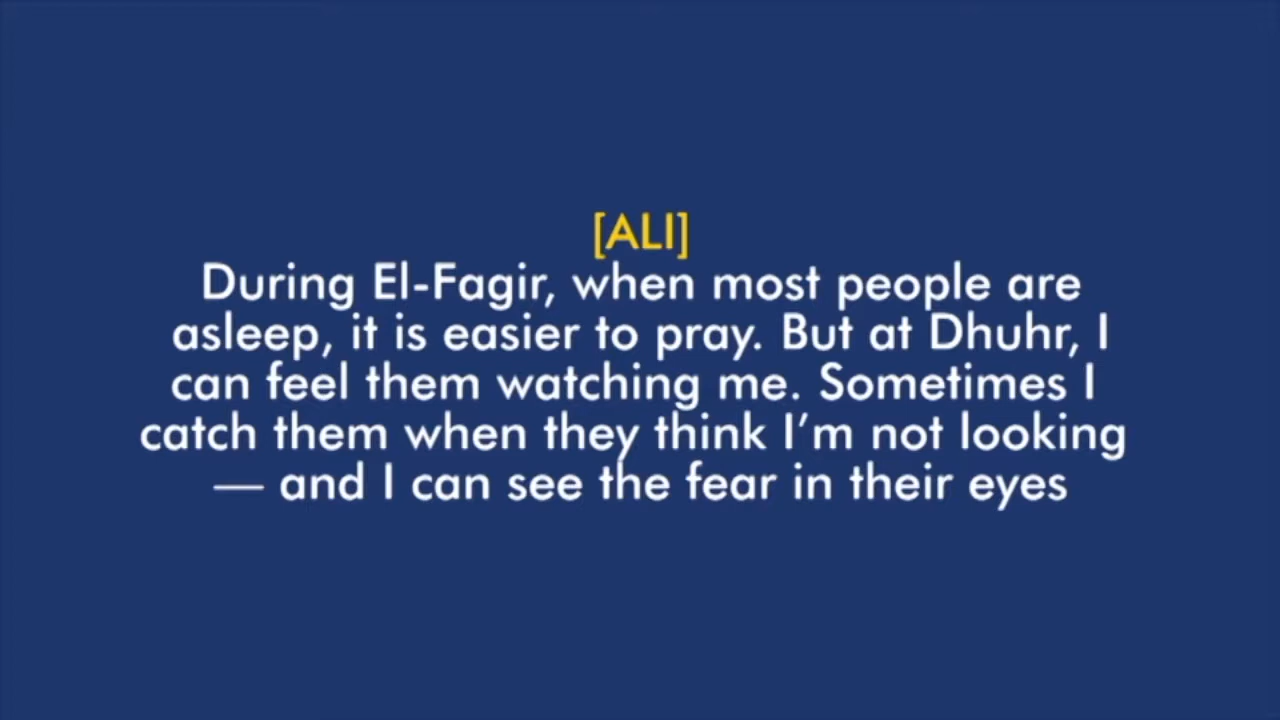 [ALI]
During El-Fagir, when most people are
asleep, it is easier to pray. But at Dhuhr, I
can feel them watching me. Sometimes I
catch them when they think I’m not looking
— and I can see the fear in their eyes